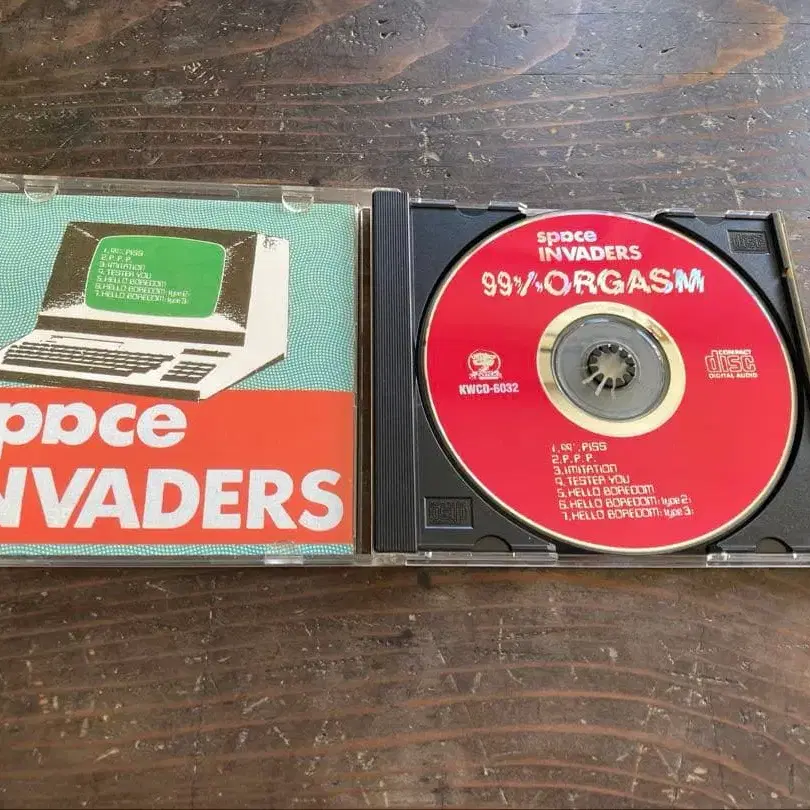 1. 99%. PISS
2. P. P. P.
3. IMITATION
4. TESTER YOU
5. HELLO BOREDOM
6. HELLO BOREDOM: type 2:
7. HELLO BOREDOM: type 3:
space
INVADERS
space
INVADERS
99%ORGASM
KWCD-6032
COMPACT
disc
DIGITAL AUDIO
1. 99%. PISS
2. P. P. P.
3. IMITATION
4. TESTER YOU
5. HELLO BOREDOM
6. HELLO BOREDOM: type 2:
7. HELLO BOREDOM: type 3: